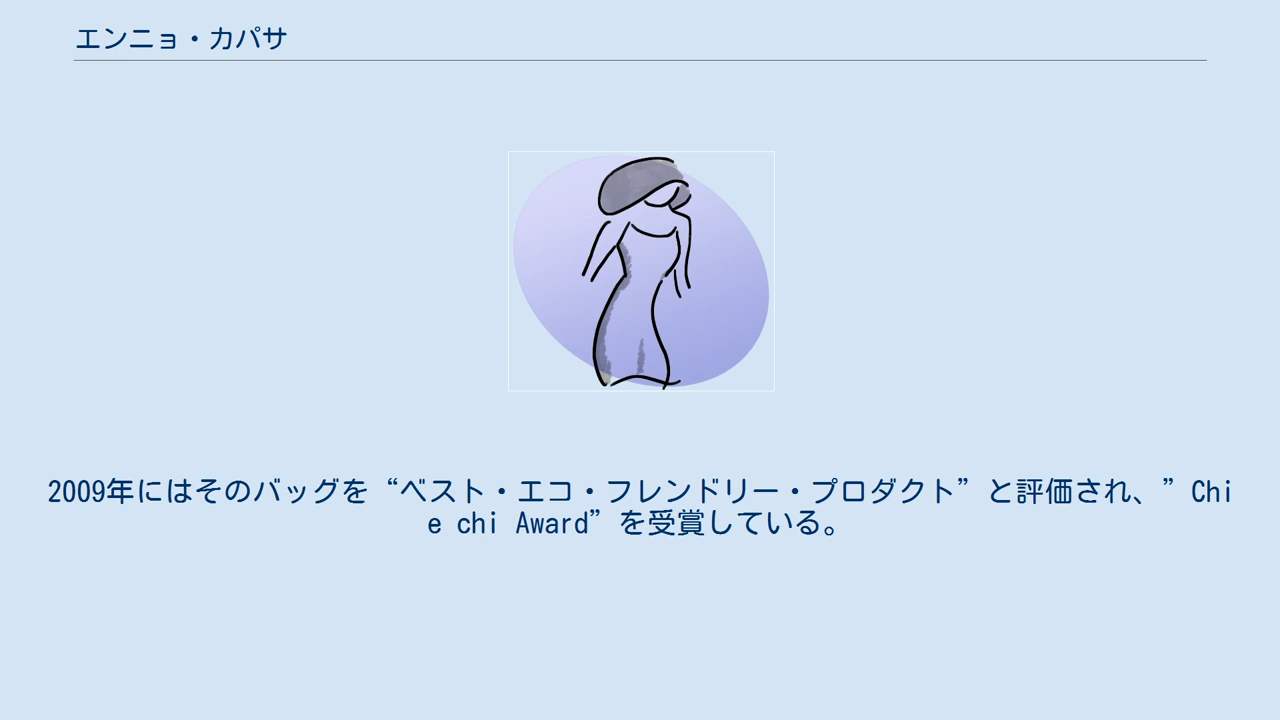 エンニョ・カパサ
2009年にはそのバッグを“ベスト・エコ・フレンドリー・プロダクト”と評価され、”Chi
e chi Award”を受賞している。